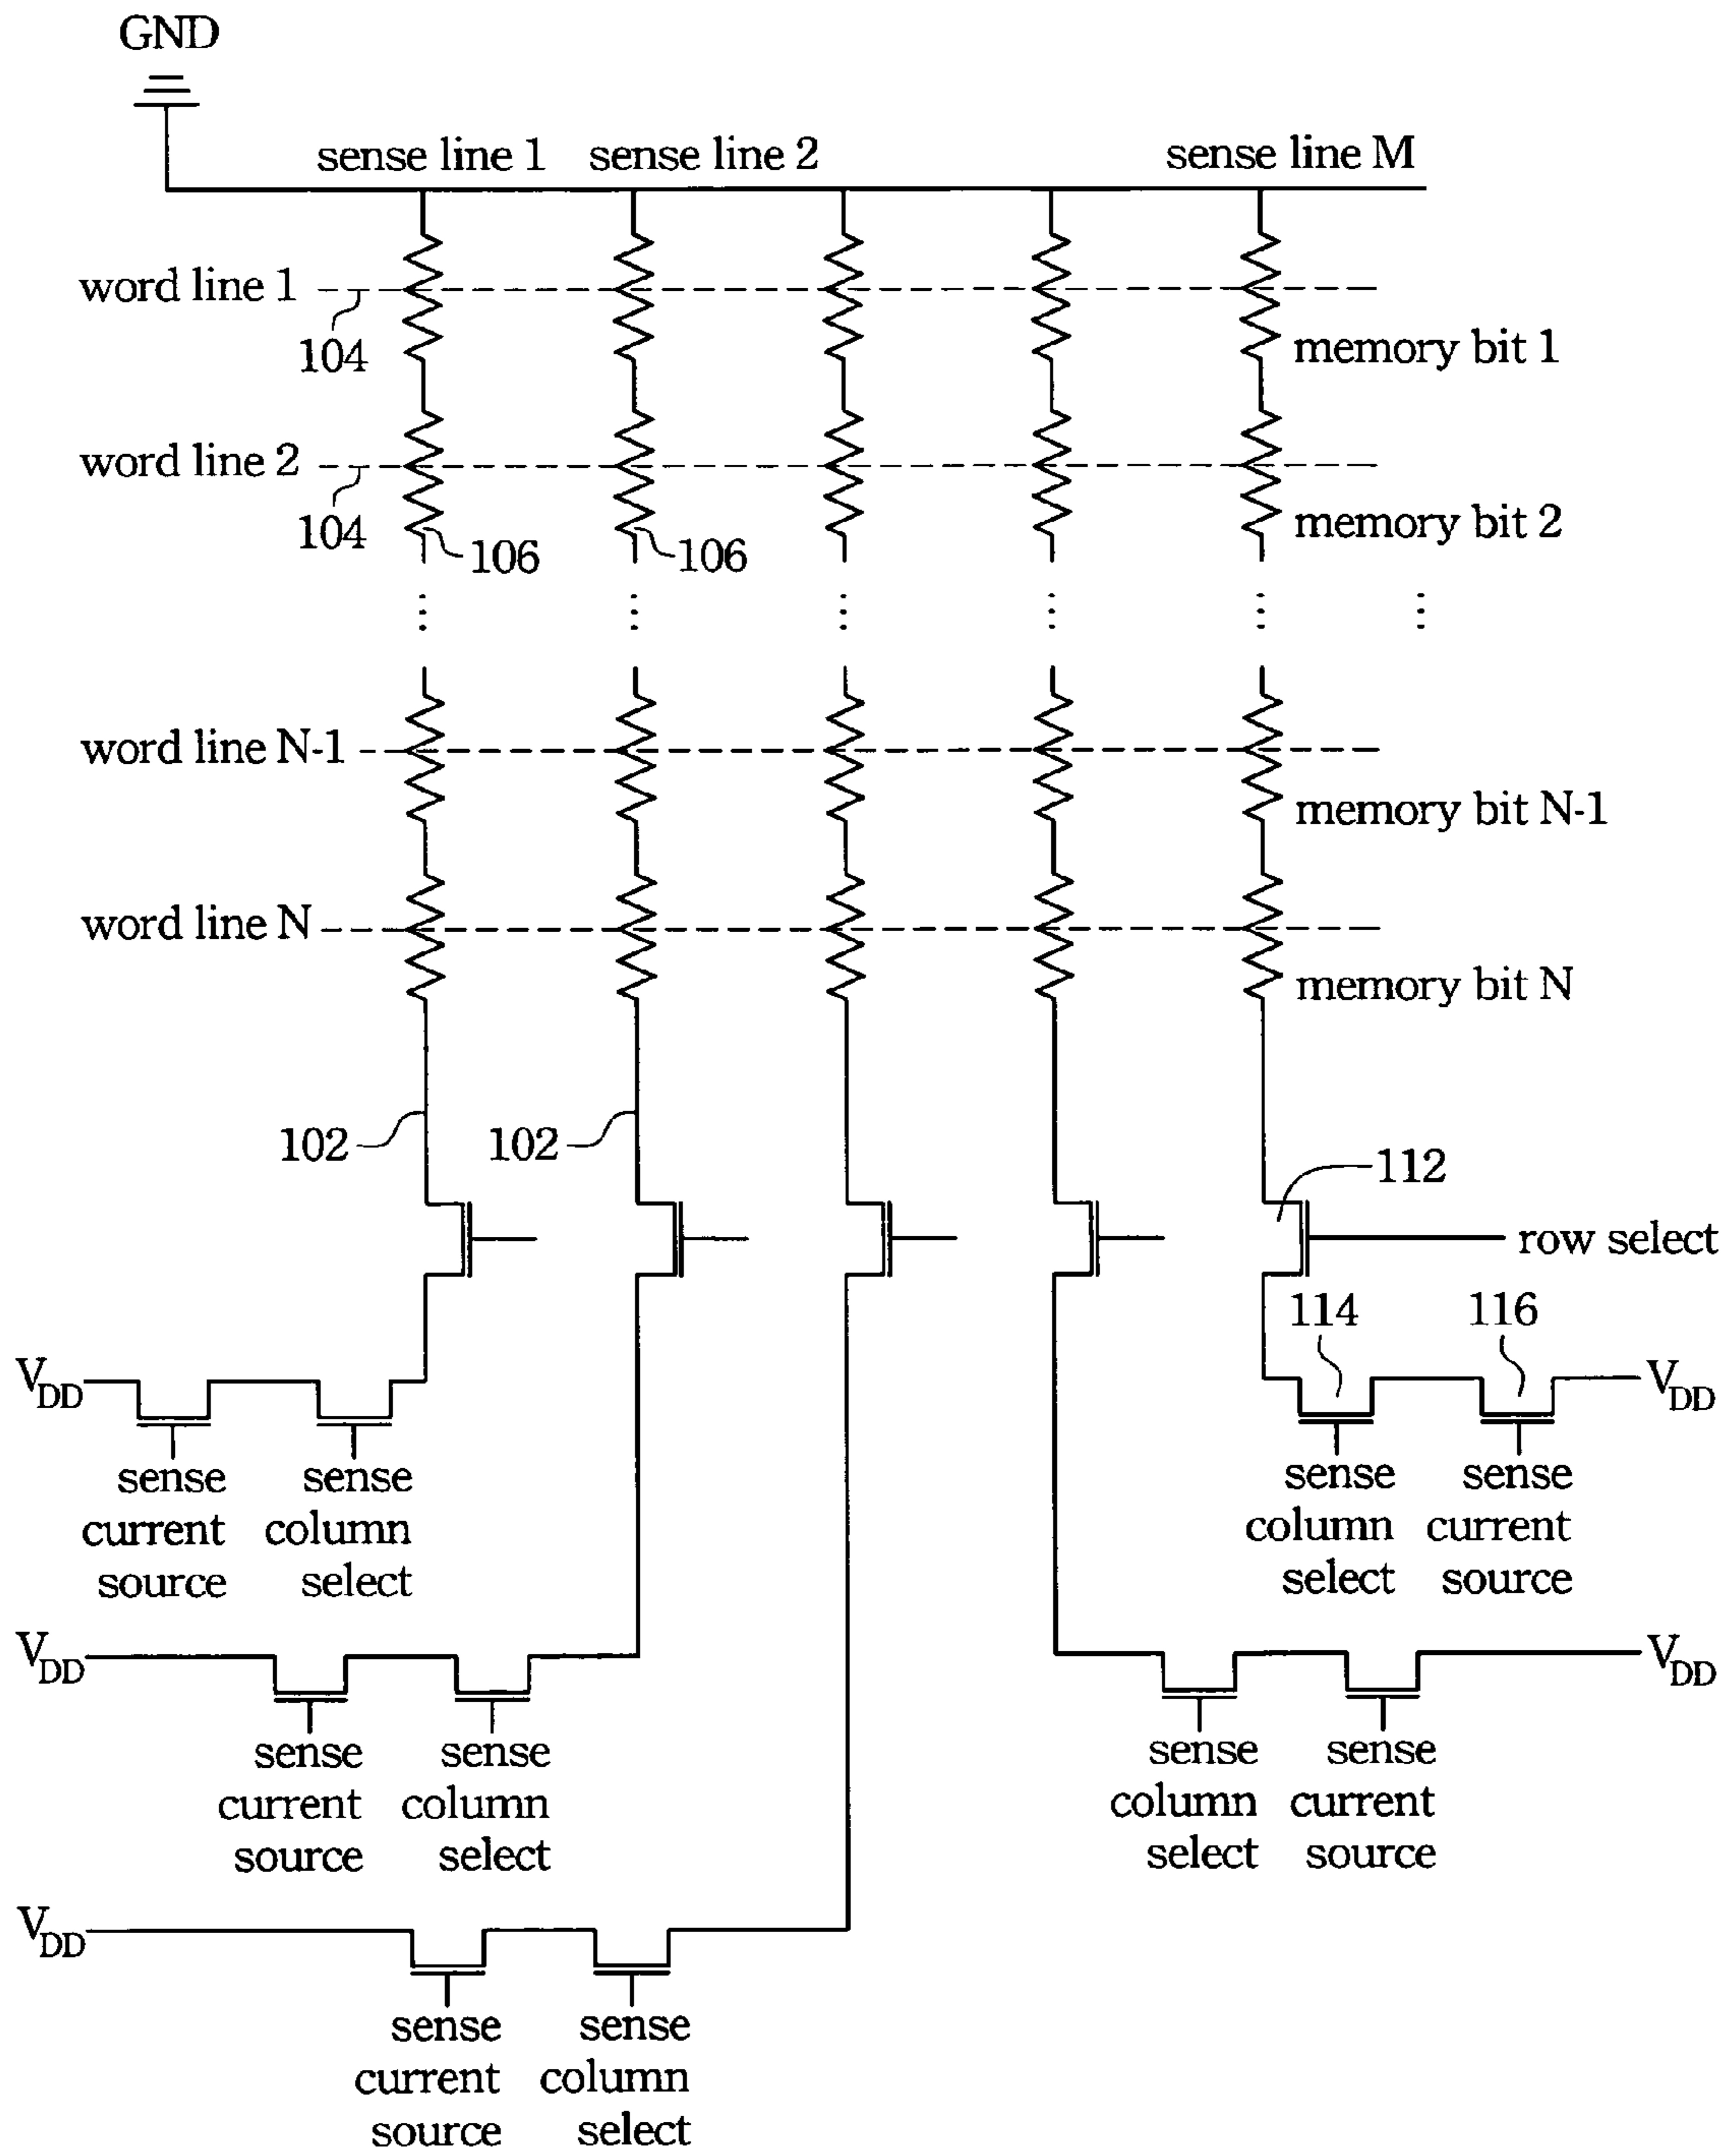 GND
sense line 1
sense line 2
sense line M
word line 1
104
memory bit 1
word line 2
104
106
106
memory bit 2
word line N-1
memory bit N-1
word line N
memory bit N
102
102
112
row select
114
116
VDD
VDD
sense
current
source
sense
column
select
sense
column
select
sense
current
source
VDD
VDD
sense
current
source
sense
column
select
sense
column
select
sense
current
source
VDD
sense
current
source
sense
column
select